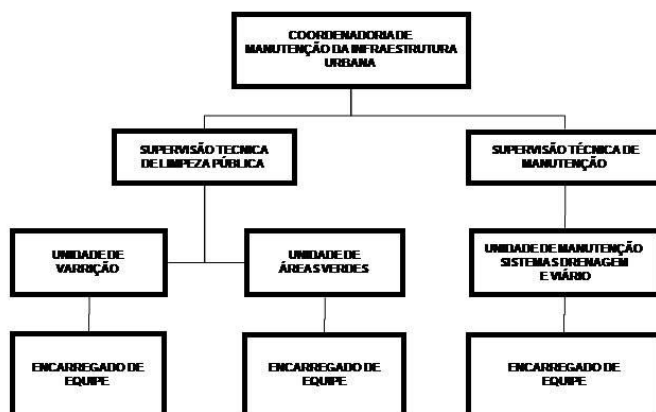 COORDENADORIA DE
MANUTENÇÃO DA INFRAESTRUTURA
URBANA
SUPERVISÃO TECNICA
DE LIMPEZA PÚBLICA
SUPERVISÃO TÉCNICA DE
MANUTENÇÃO
UNIDADE DE
VARRIÇÃO
UNIDADE DE
ÁREAS VERDES
UNIDADE DE MANUTENÇÃO
SISTEMAS DRENAGEM
E VIÁRIO
ENCARREGADO DE
EQUIPE
ENCARREGADO DE
EQUIPE
ENCARREGADO DE
EQUIPE